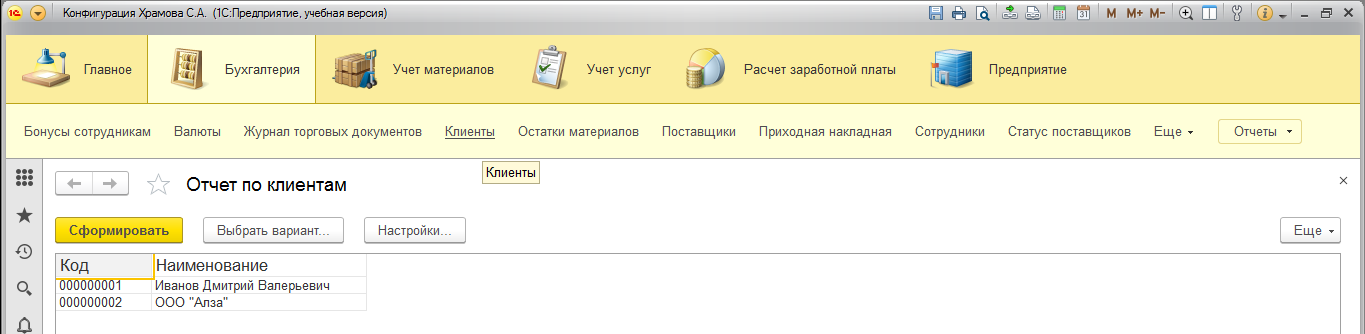 Конфигурация Храмова С.А. (1С:Предприятие, учебная версия)
M M+ M- 31
Главное Бухгалтерия Учет материалов Учет услуг Расчет заработной платы Предприятие
Бонусы сотрудникам Валюты Журнал торговых документов Клиенты Остатки материалов Поставщики Приходная накладная Сотрудники Статус поставщиков Еще Отчеты
Клиенты
Отчет по клиентам
Сформировать Выбрать вариант... Настройки... Еще
Код Наименование
000000001 Иванов Дмитрий Валерьевич
000000002 ООО "Алза"